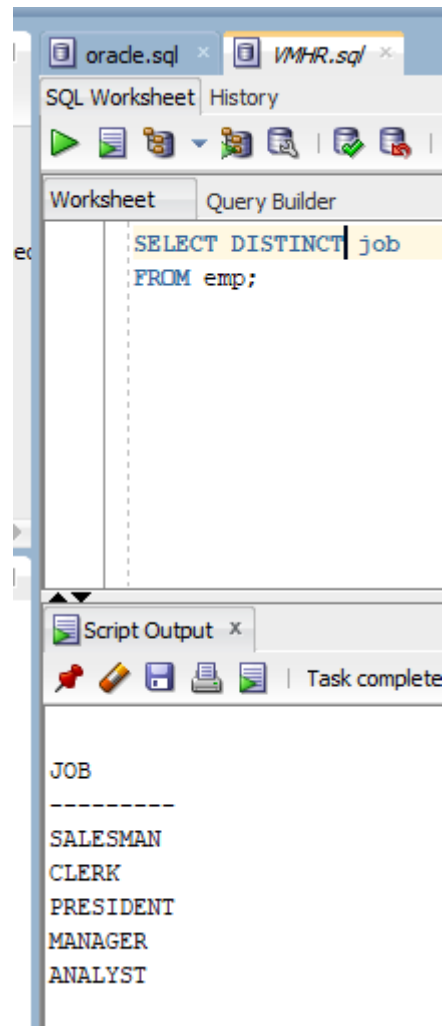 oracle.sql
VMHR.sql
SQL Worksheet History
Worksheet Query Builder
SELECT DISTINCT job
FROM emp;
Script Output x
Task complete
JOB
---------
SALESMAN
CLERK
PRESIDENT
MANAGER
ANALYST